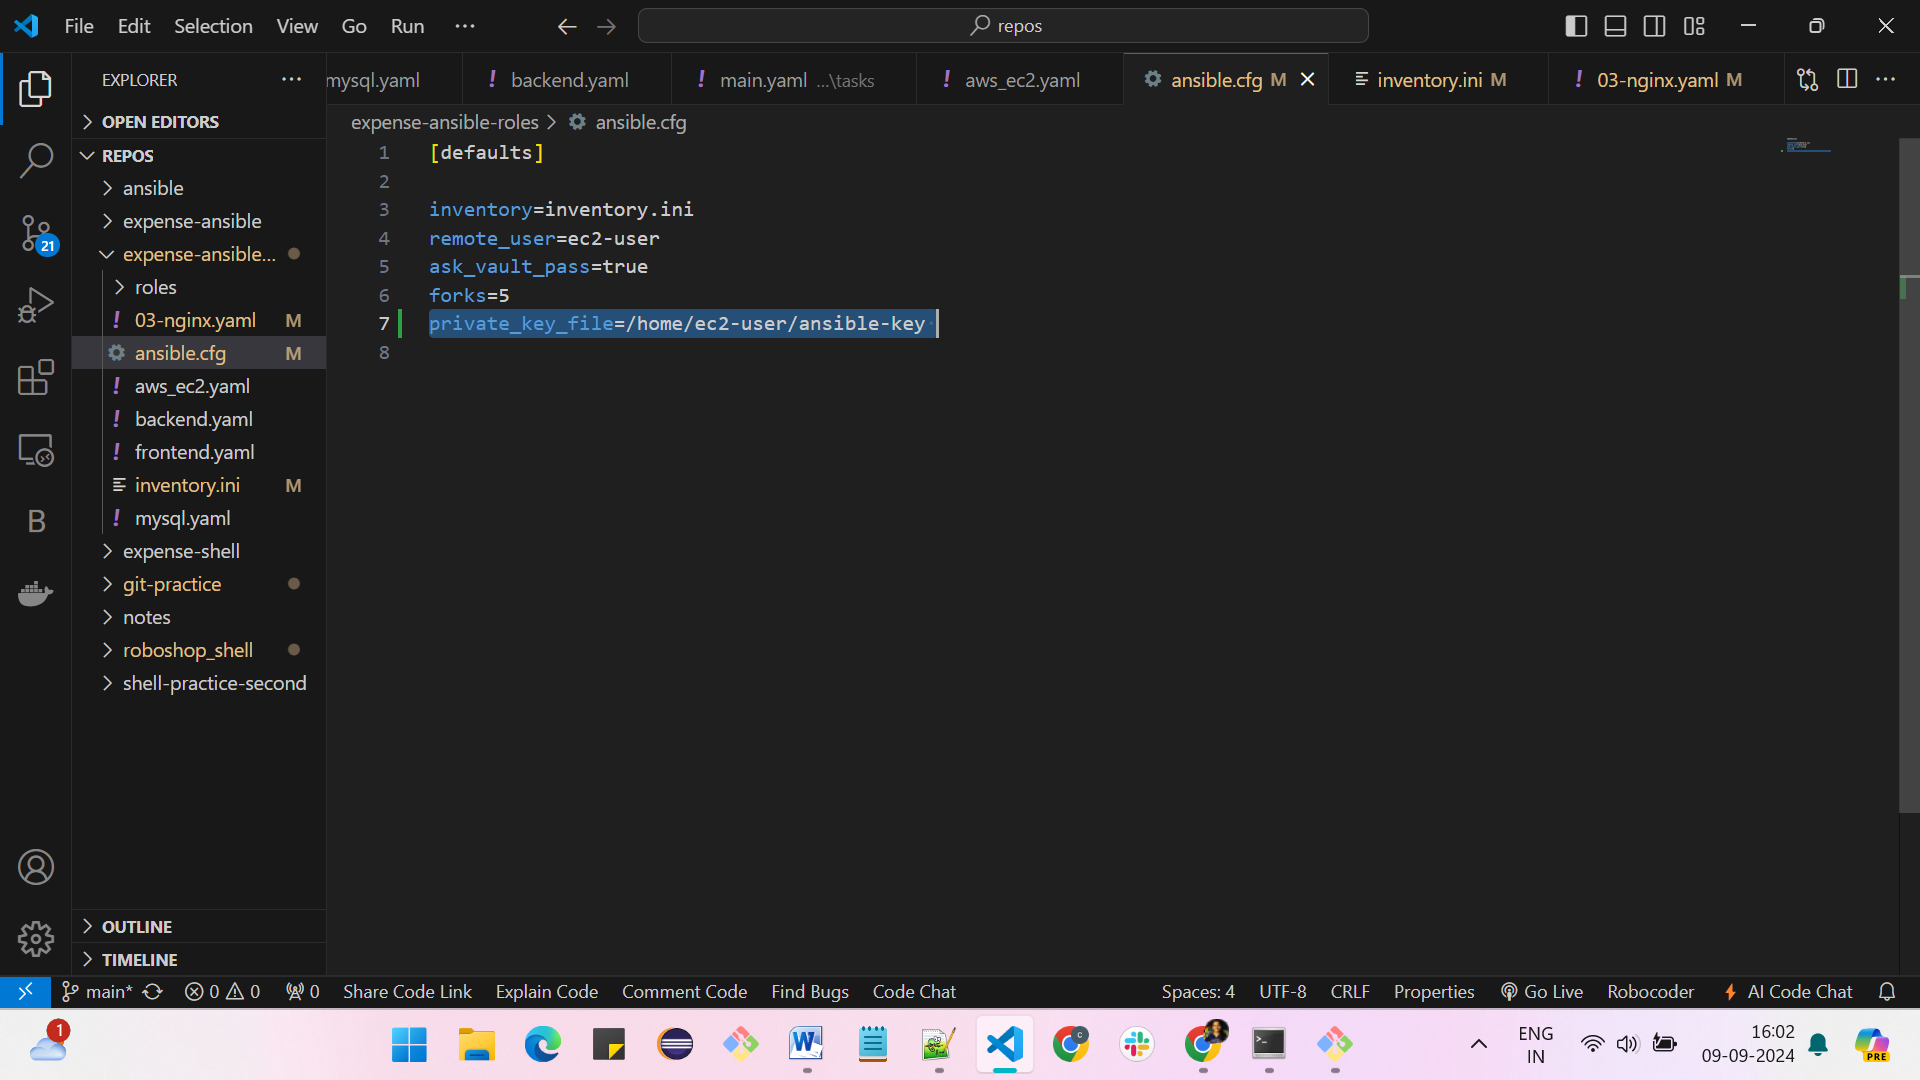 File Edit Selection View Go Run ···
repos
EXPLORER ···
mysql.yaml
! backend.yaml
! main.yaml ...\tasks
! aws_ec2.yaml
ansible.cfg M
inventory.ini M
! 03-nginx.yaml M
···
OPEN EDITORS
REPOS
ansible
expense-ansible
expense-ansible...
roles
! 03-nginx.yaml M
ansible.cfg M
! aws_ec2.yaml
! backend.yaml
! frontend.yaml
inventory.ini M
! mysql.yaml
expense-shell
git-practice
notes
roboshop_shell
shell-practice-second
OUTLINE
TIMELINE
21
B
expense-ansible-roles > ansible.cfg
1 [defaults]
2
3 inventory=inventory.ini
4 remote_user=ec2-user
5 ask_vault_pass=true
6 forks=5
7 private_key_file=/home/ec2-user/ansible-key
8
main* 0 0 0 Share Code Link Explain Code Comment Code Find Bugs Code Chat Spaces: 4 UTF-8 CRLF Properties Go Live Robocoder AI Code Chat
1
W
c
ENG
IN
16:02
09-09-2024
PRE